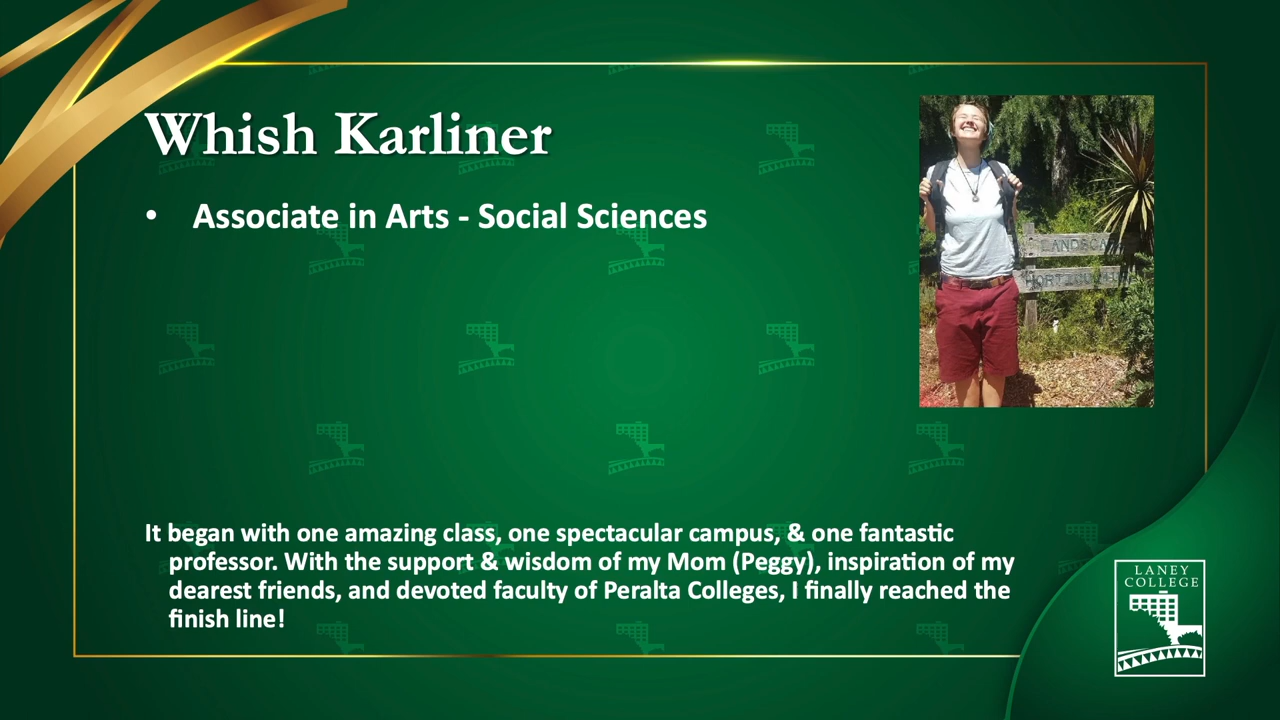 Whish Karliner
• Associate in Arts - Social Sciences
LANDSCA
HORTICULTU
It began with one amazing class, one spectacular campus, & one fantastic
professor. With the support & wisdom of my Mom (Peggy), inspiration of my
dearest friends, and devoted faculty of Peralta Colleges, I finally reached the
finish line!
LANEY
COLLEGE